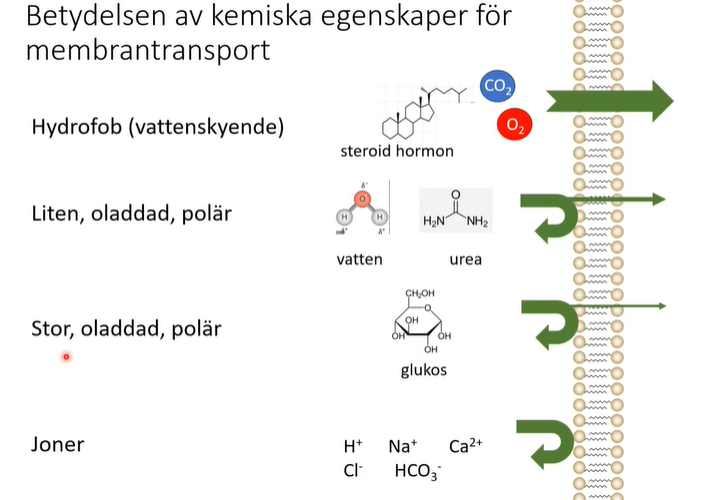 Betydelsen av kemiska egenskaper för
membrantransport
Hydrofob (vattenskyende)
CO₂
O₂
steroid hormon
Liten, oladdad, polär
δ⁻
O
H H
δ⁺ δ⁺
O
H₂N NH₂
vatten urea
Stor, oladdad, polär
CH₂OH
O
OH
OH OH
OH
glukos
Joner
H⁺ Na⁺ Ca²⁺
Cl⁻ HCO₃⁻